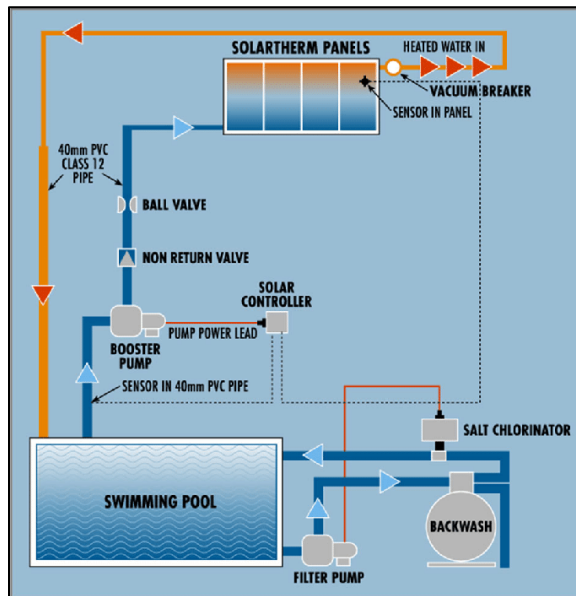 SOLARTHERM PANELS
HEATED WATER IN
VACUUM BREAKER
SENSOR IN PANEL
40mm PVC
CLASS 12
PIPE
BALL VALVE
NON RETURN VALVE
SOLAR
CONTROLLER
PUMP POWER LEAD
BOOSTER
PUMP
SENSOR IN 40mm PVC PIPE
SALT CHLORINATOR
SWIMMING POOL
BACKWASH
FILTER PUMP